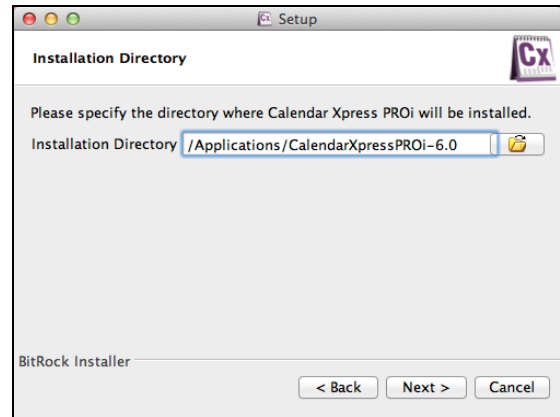 Cx Setup
Installation Directory
Cx
Please specify the directory where Calendar Xpress PROi will be installed.
Installation Directory /Applications/CalendarXpressPROi-6.0
BitRock Installer
< Back Next > Cancel